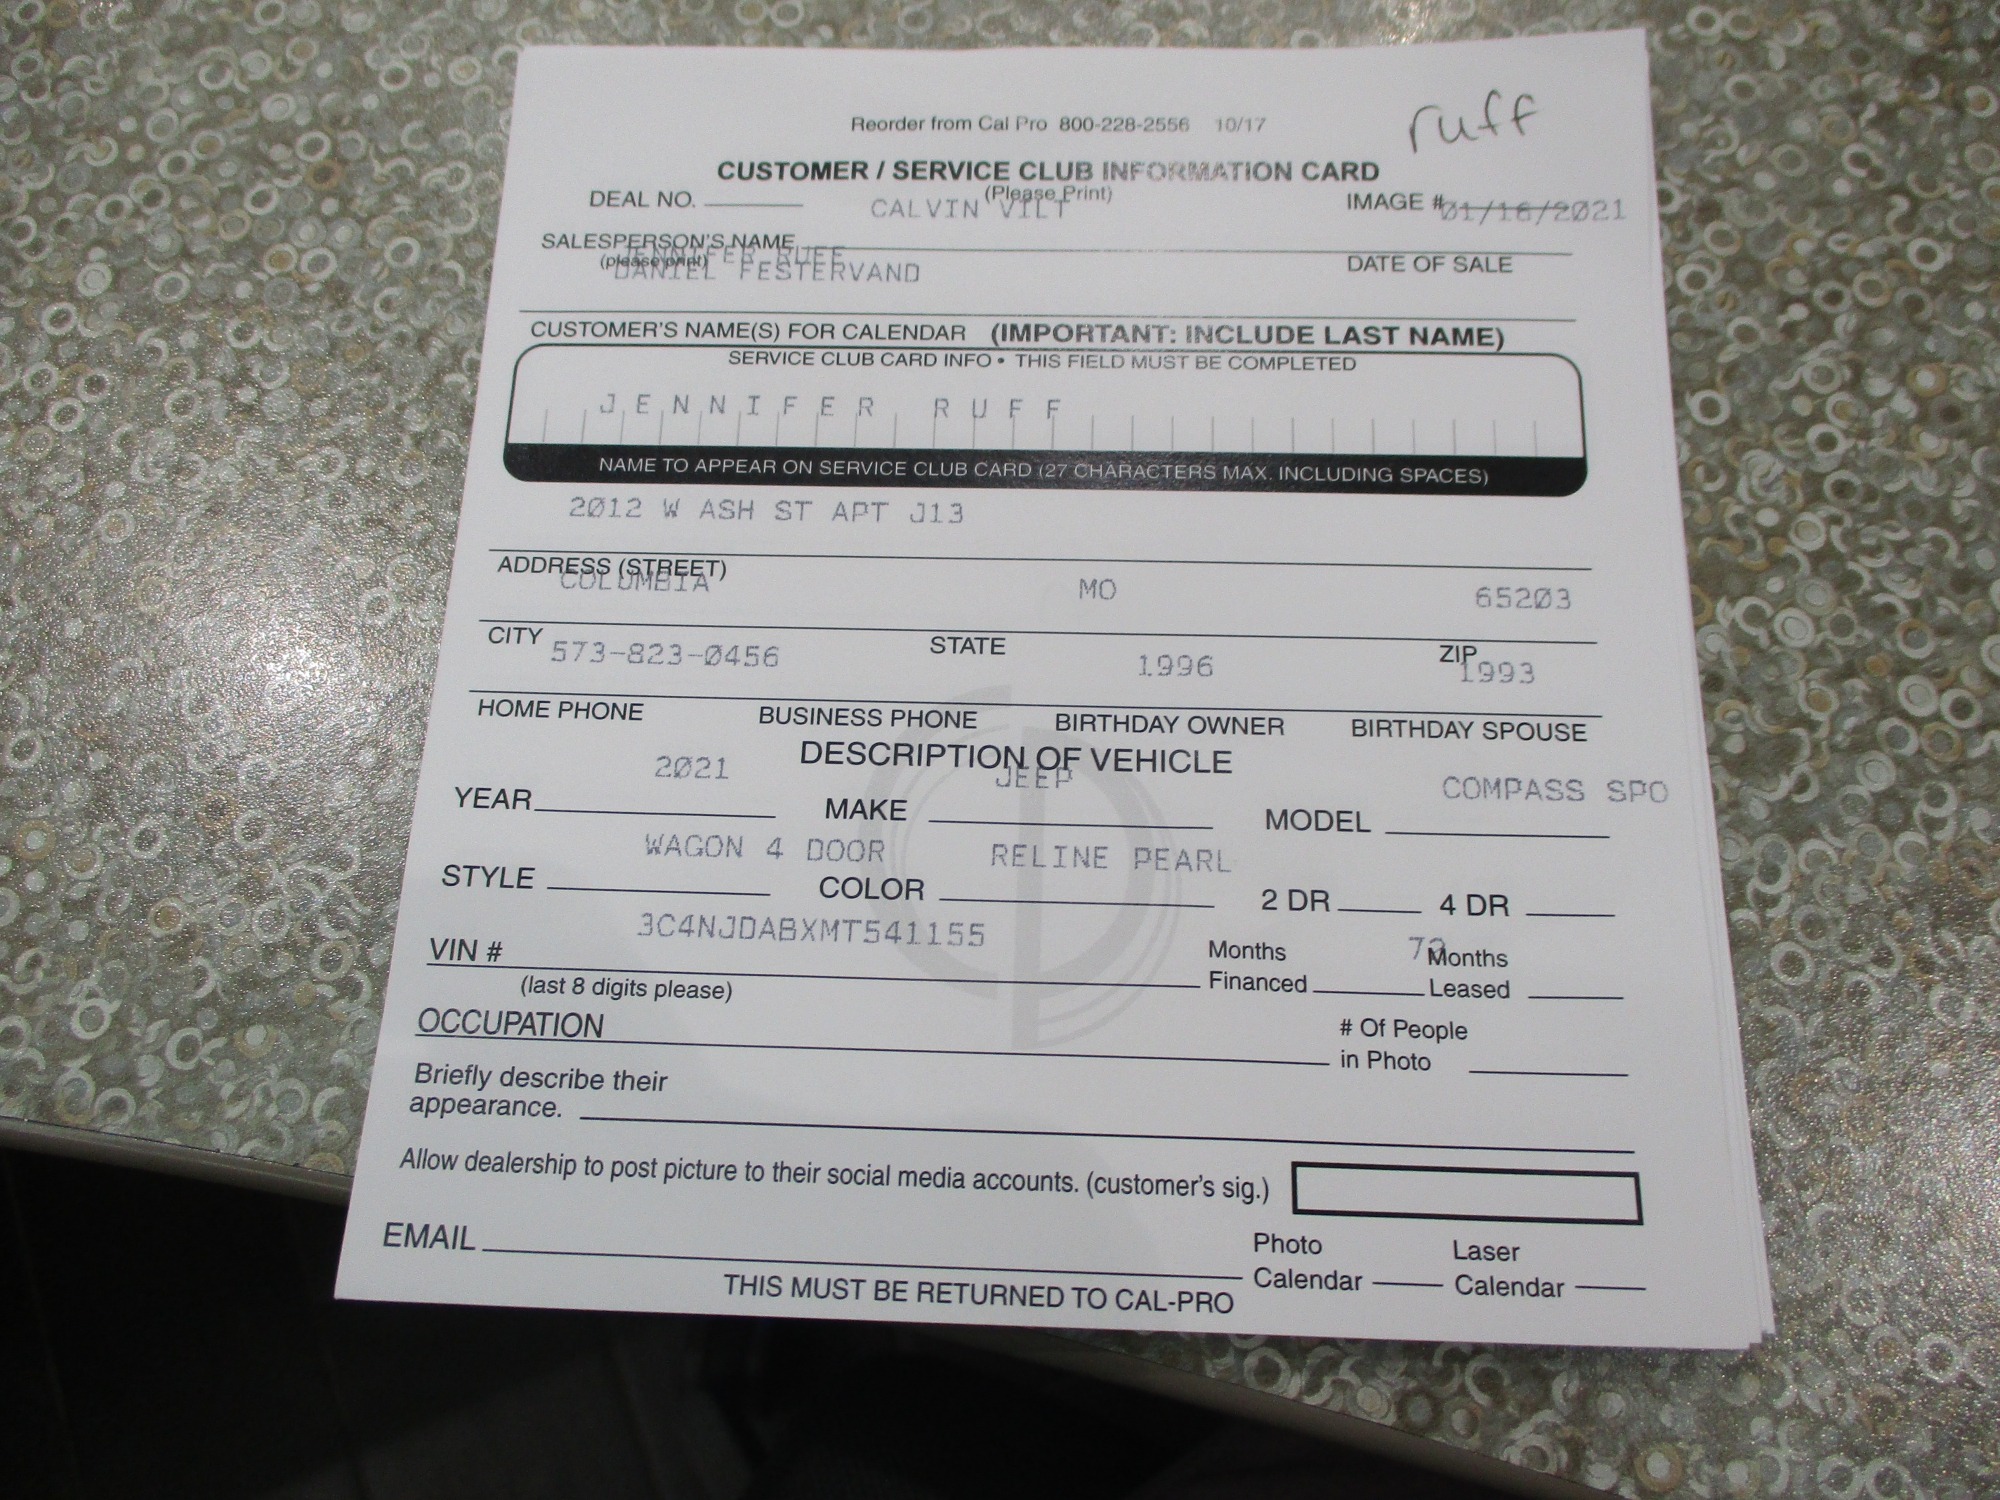 ruff
Reorder from Cal Pro 800-228-2556 10/17
CUSTOMER / SERVICE CLUB INFORMATION CARD
(Please Print)
DEAL NO. CALVIN VILT IMAGE # 01/16/2021
SALESPERSON'S NAME
(please print) DATE OF SALE
JENNIFER RUFF
DANIEL FESTERVAND
CUSTOMER'S NAME(S) FOR CALENDAR (IMPORTANT: INCLUDE LAST NAME)
SERVICE CLUB CARD INFO • THIS FIELD MUST BE COMPLETED
JENNIFER RUFF
NAME TO APPEAR ON SERVICE CLUB CARD (27 CHARACTERS MAX. INCLUDING SPACES)
2012 W ASH ST APT J13
ADDRESS (STREET)
COLUMBIA MO 65203
CITY STATE ZIP
573-823-0456 1996 1993
HOME PHONE BUSINESS PHONE BIRTHDAY OWNER BIRTHDAY SPOUSE
DESCRIPTION OF VEHICLE
2021 JEEP COMPASS SPO
YEAR MAKE MODEL
WAGON 4 DOOR RELINE PEARL
STYLE COLOR 2 DR 4 DR
3C4NJDABXMT541155
VIN # Months Financed Months Leased
(last 8 digits please)
OCCUPATION # Of People in Photo
Briefly describe their
appearance.
Allow dealership to post picture to their social media accounts. (customer's sig.)
EMAIL Photo Calendar Laser Calendar
THIS MUST BE RETURNED TO CAL-PRO